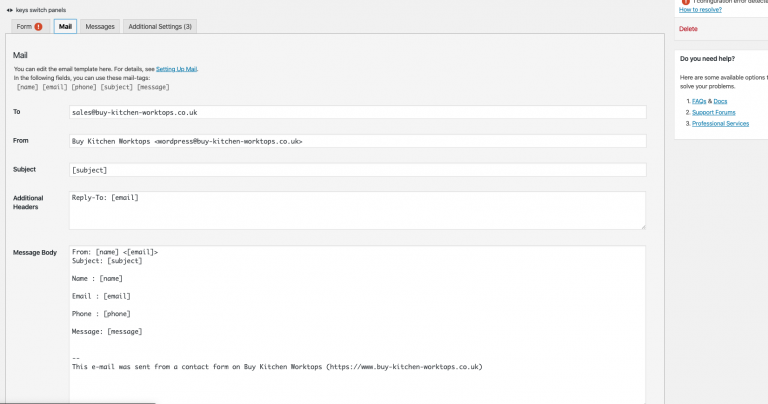 keys switch panels
Form
Mail
Messages
Additional Settings (3)
Mail
You can edit the email template here. For details, see Setting Up Mail.
In the following fields, you can use these mail-tags:
[name] [email] [phone] [subject] [message]
To
sales@buy-kitchen-worktops.co.uk
From
Buy Kitchen Worktops <wordpress@buy-kitchen-worktops.co.uk>
Subject
[subject]
Additional
Headers
Reply-To: [email]
Message Body
From: [name] <[email]>
Subject: [subject]
Name : [name]
Email : [email]
Phone : [phone]
Message: [message]
--
This e-mail was sent from a contact form on Buy Kitchen Worktops (https://www.buy-kitchen-worktops.co.uk)
1 configuration error detecte
How to resolve?
Delete
Do you need help?
Here are some available options t
solve your problems.
1. FAQs & Docs
2. Support Forums
3. Professional Services